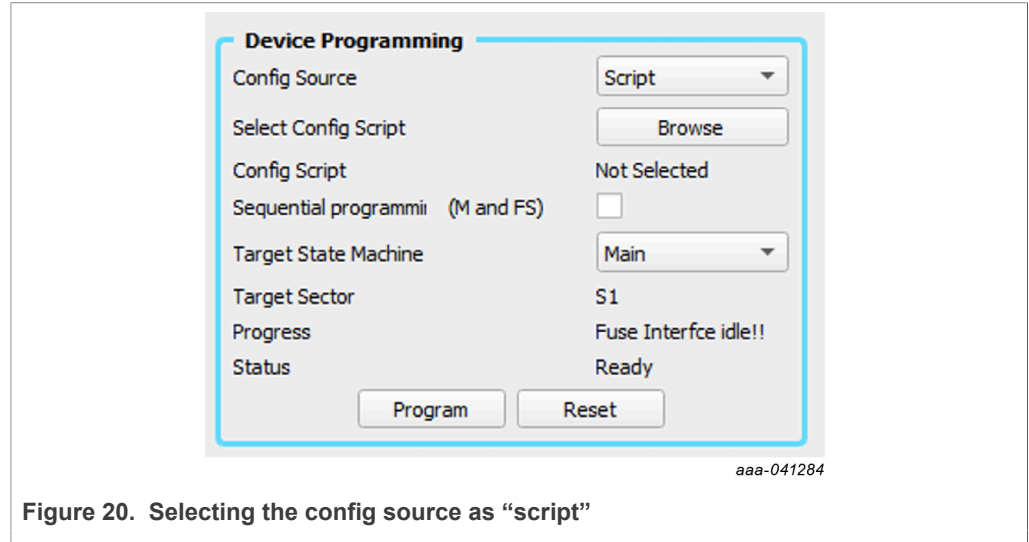 Device Programming
Config Source Script
Select Config Script Browse
Config Script Not Selected
Sequential programmii (M and FS)
Target State Machine Main
Target Sector S1
Progress Fuse Interfce idle!!
Status Ready
Program Reset
aaa-041284
Figure 20. Selecting the config source as “script”